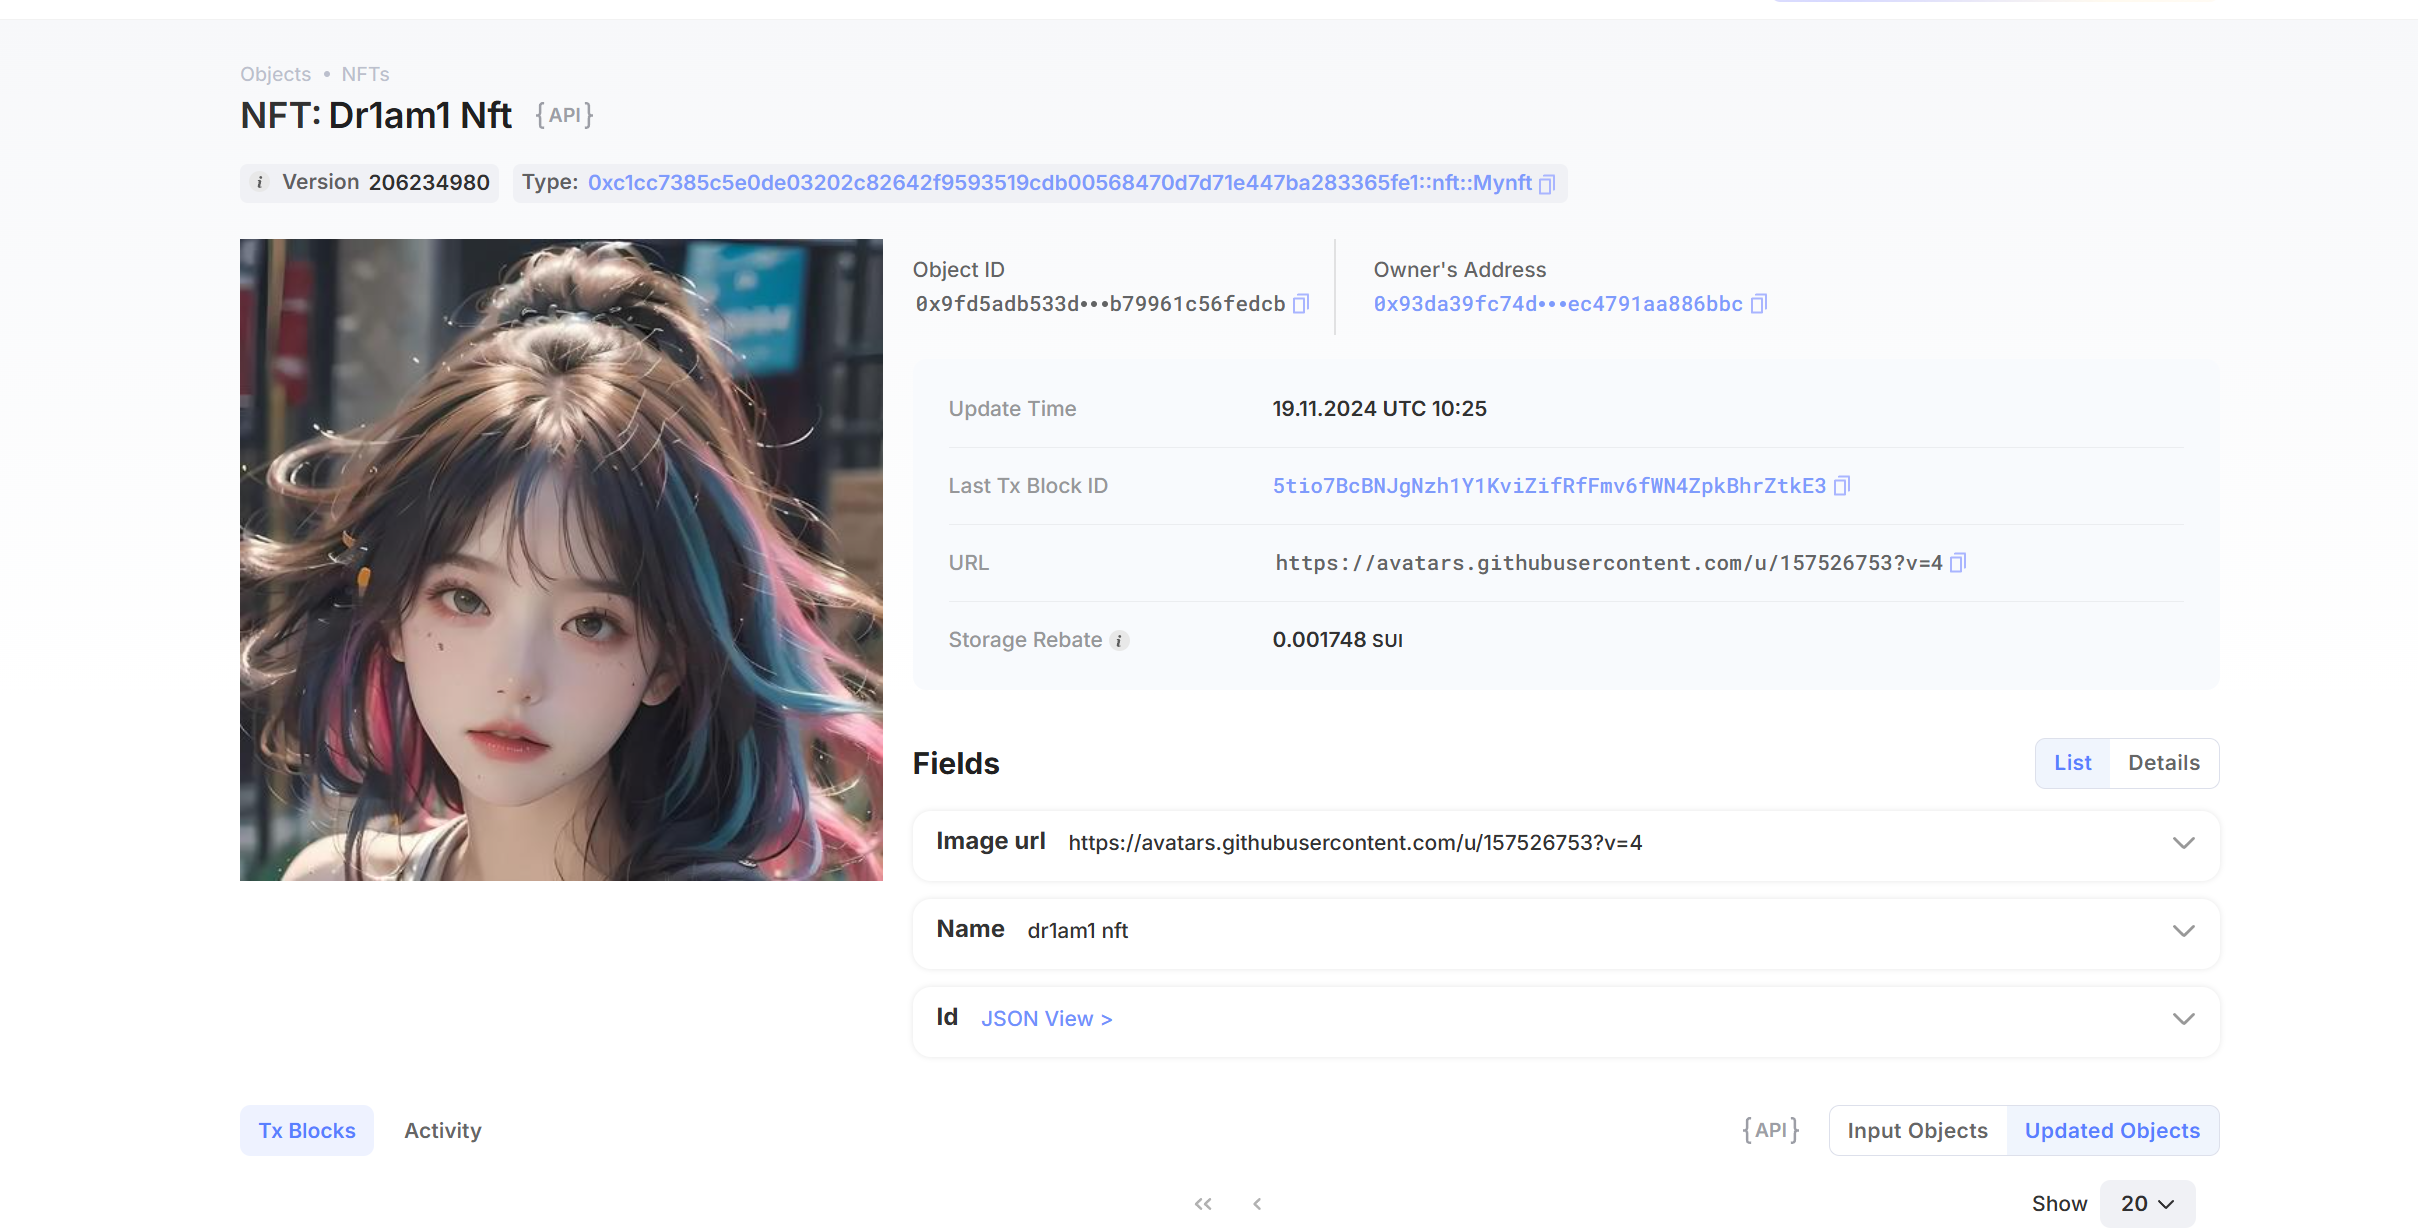 Objects • NFTs
NFT: Dr1am1 Nft {API}
i Version 206234980 Type: 0xc1cc7385c5e0de03202c82642f9593519cdb00568470d7d71e447ba283365fe1::nft::Mynft
Object ID
0x9fd5adb533d•••b79961c56fedcb
Owner's Address
0x93da39fc74d•••ec4791aa886bbc
Update Time 19.11.2024 UTC 10:25
Last Tx Block ID 5tio7BcBNJgNzh1Y1KviZifRfFmv6fWN4ZpkBhrZtkE3
URL https://avatars.githubusercontent.com/u/157526753?v=4
Storage Rebate i 0.001748 SUI
Fields List Details
Image url https://avatars.githubusercontent.com/u/157526753?v=4
Name dr1am1 nft
Id JSON View >
Tx Blocks Activity {API} Input Objects Updated Objects
Show 20